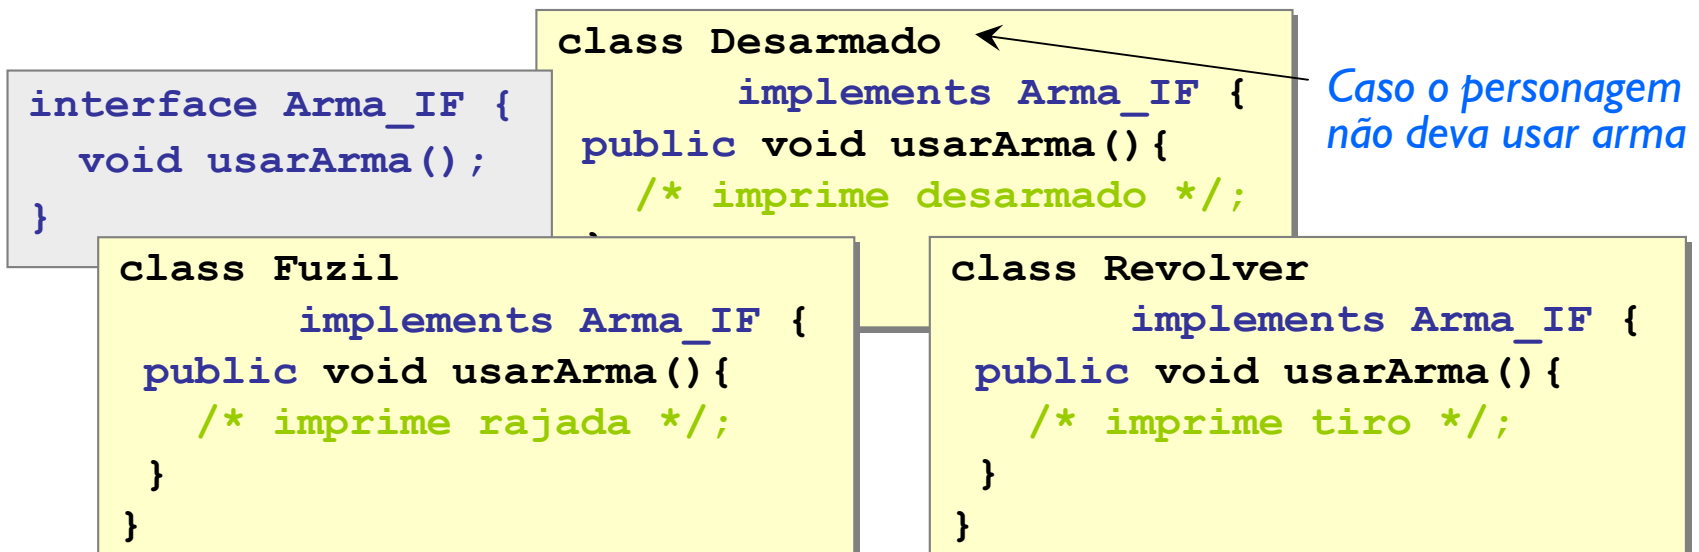 interface Arma_IF {
void usarArma();
}
class Desarmado
implements Arma_IF {
public void usarArma(){
/* imprime desarmado */;
Caso o personagem
não deva usar arma
class Fuzil
implements Arma_IF {
public void usarArma(){
/* imprime rajada */;
}
}
class Revolver
implements Arma_IF {
public void usarArma(){
/* imprime tiro */;
}
}